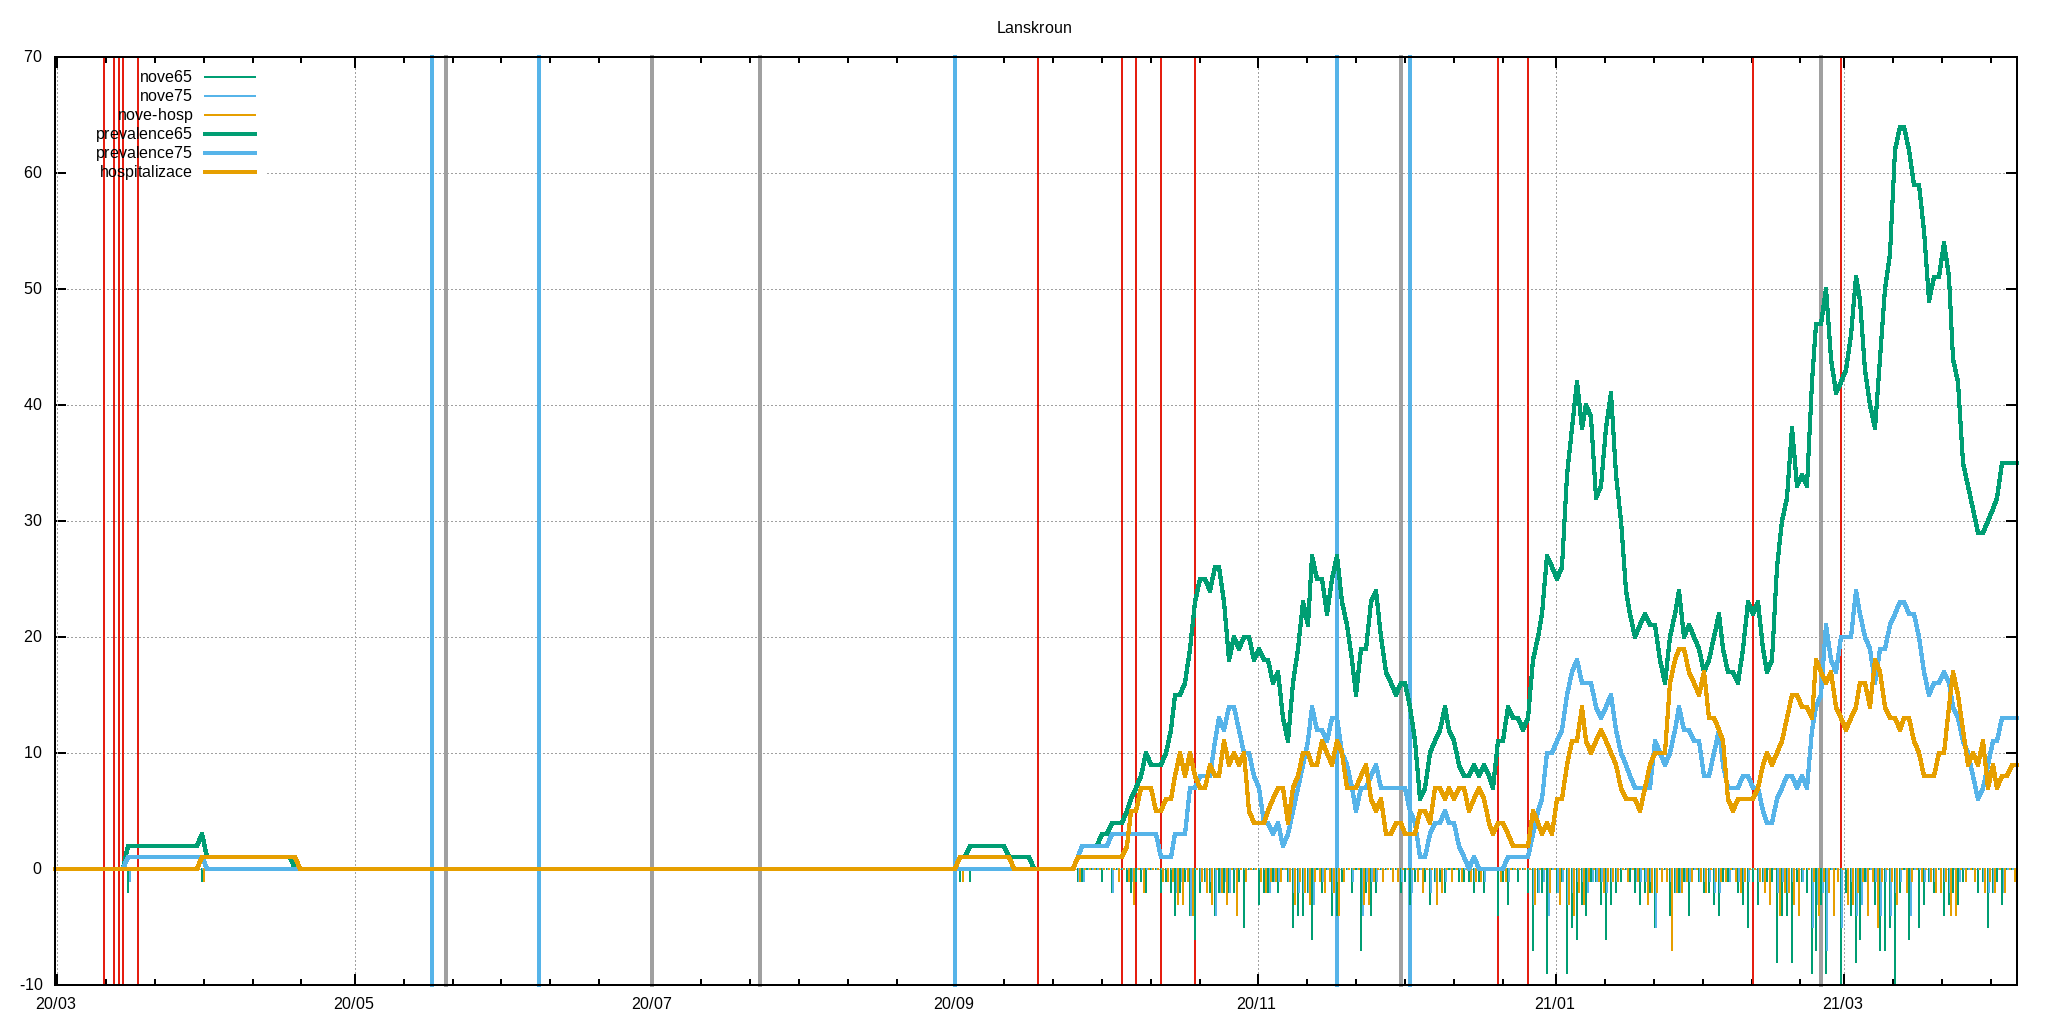 Lanskroun
70
60
50
40
30
20
10
0
-10
nove65
nove75
nove-hosp
prevalence65
prevalence75
hospitalizace
20/03 20/05 20/07 20/09 20/11 21/01 21/03